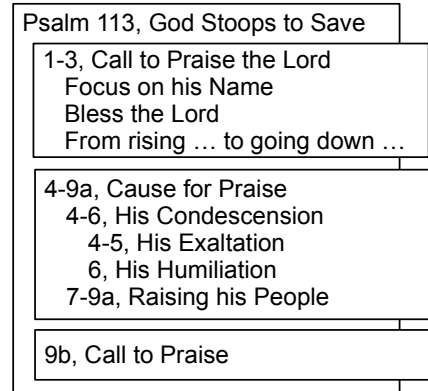 Psalm 113, God Stoops to Save
1-3, Call to Praise the Lord
Focus on his Name
Bless the Lord
From rising … to going down …
4-9a, Cause for Praise
4-6, His Condescension
4-5, His Exaltation
6, His Humiliation
7-9a, Raising his People
9b, Call to Praise